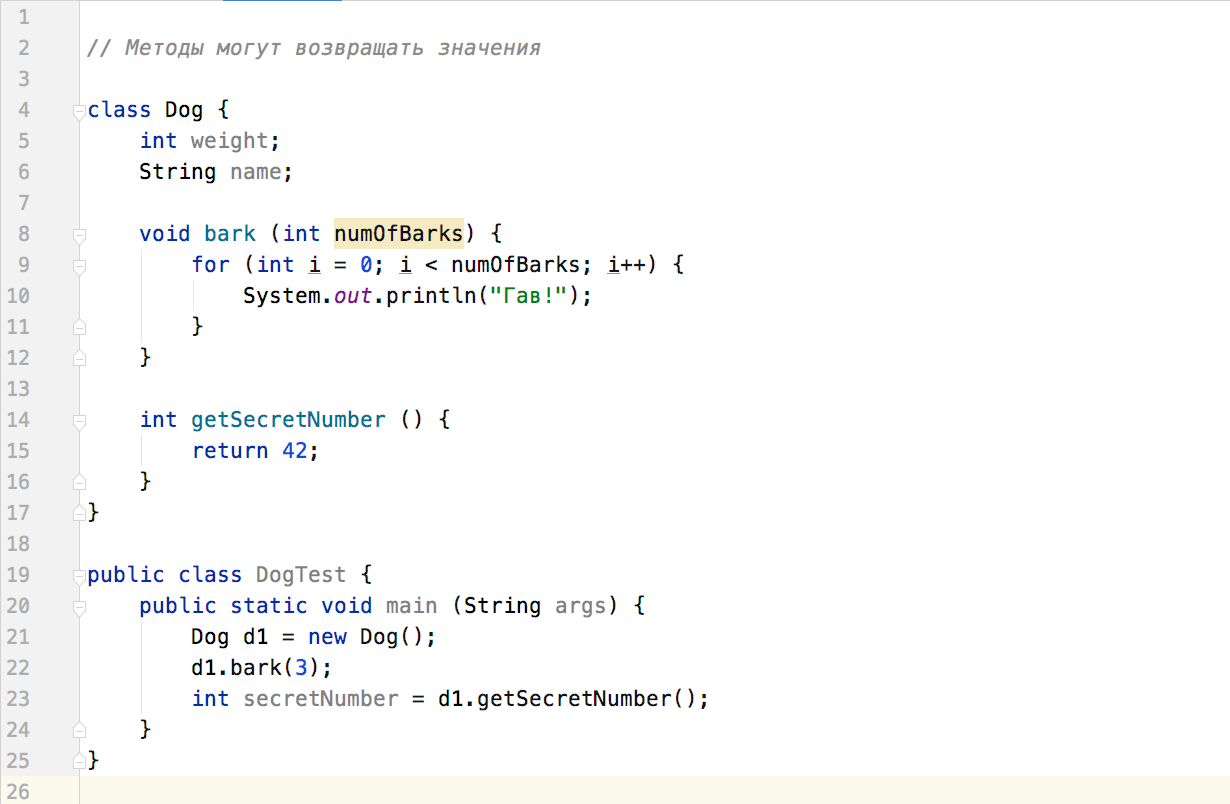 1
2 // Методы могут возвращать значения
3
4 class Dog {
5     int weight;
6     String name;
7
8     void bark (int numOfBarks) {
9         for (int i = 0; i < numOfBarks; i++) {
10             System.out.println("Гав!");
11         }
12     }
13
14     int getSecretNumber () {
15         return 42;
16     }
17 }
18
19 public class DogTest {
20     public static void main (String args) {
21         Dog d1 = new Dog();
22         d1.bark(3);
23         int secretNumber = d1.getSecretNumber();
24     }
25 }
26